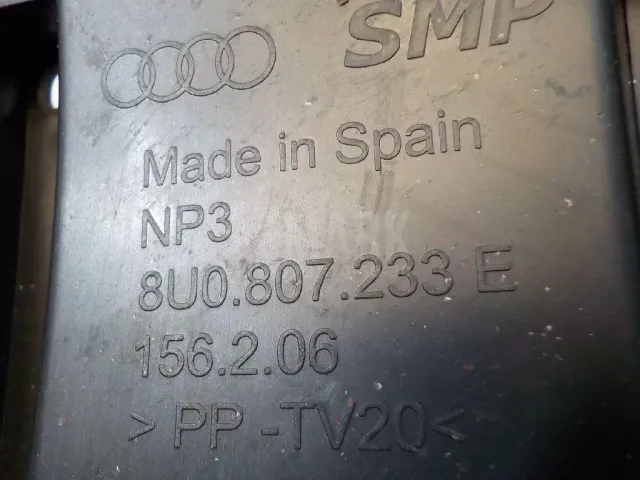 SMP
Made in Spain
NP3
8U0.807.233 E
156.2.06
>PP-TV20<